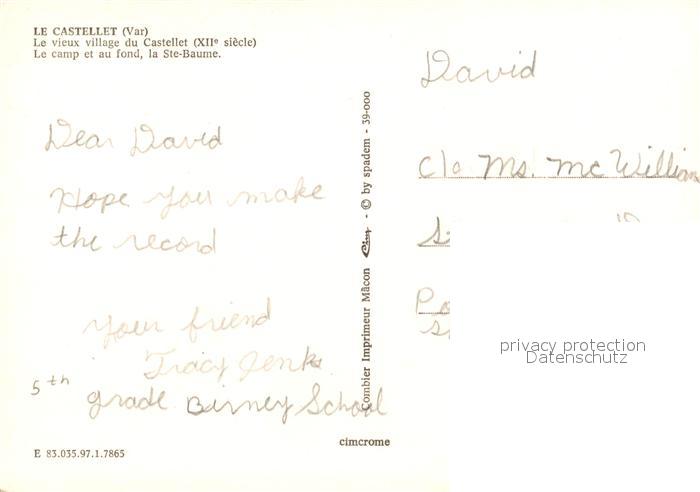 LE CASTELLET (Var)
Le vieux village du Castellet (XIIᵉ siècle)
Le camp et au fond, la Ste-Baume.
Dear David
Hope you make
the record
Your friend
Tracy Jenks
5th
grade Birney School
E 83.035.97.1.7865
Combier Imprimeur Mâcon Cim - © by spadem - 39-000
cimcrome
David
c/o Ms. McWilliams
privacy protection
Datenschutz